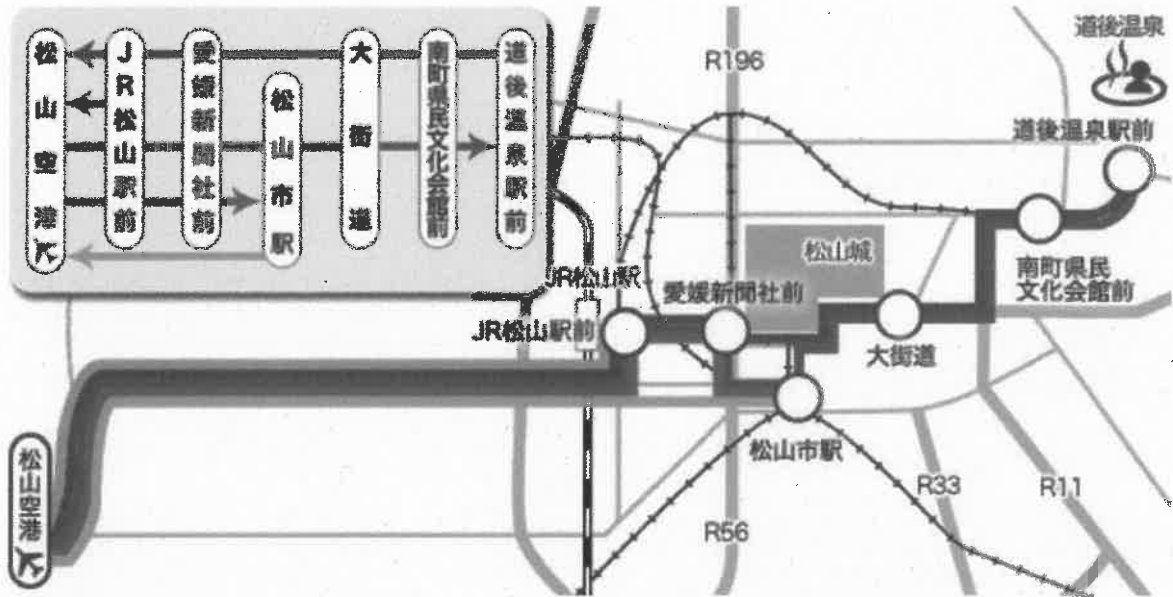 松山空港
JR松山駅前
愛媛新聞社前
松山市駅
大街道
南町県民文化会館前
道後温泉駅前
R196
道後温泉
道後温泉駅前
松山城
南町県民
文化会館前
JR松山駅
愛媛新聞社前
JR松山駅前
大街道
松山市駅
松山空港
R33
R11
R56